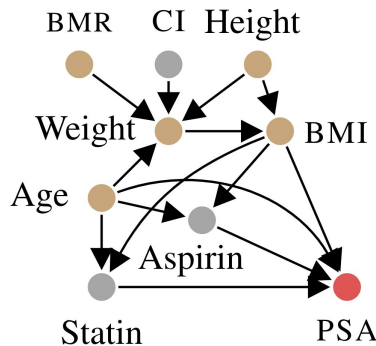 BMR CI Height
Weight BMI
Age
Aspirin
Statin PSA